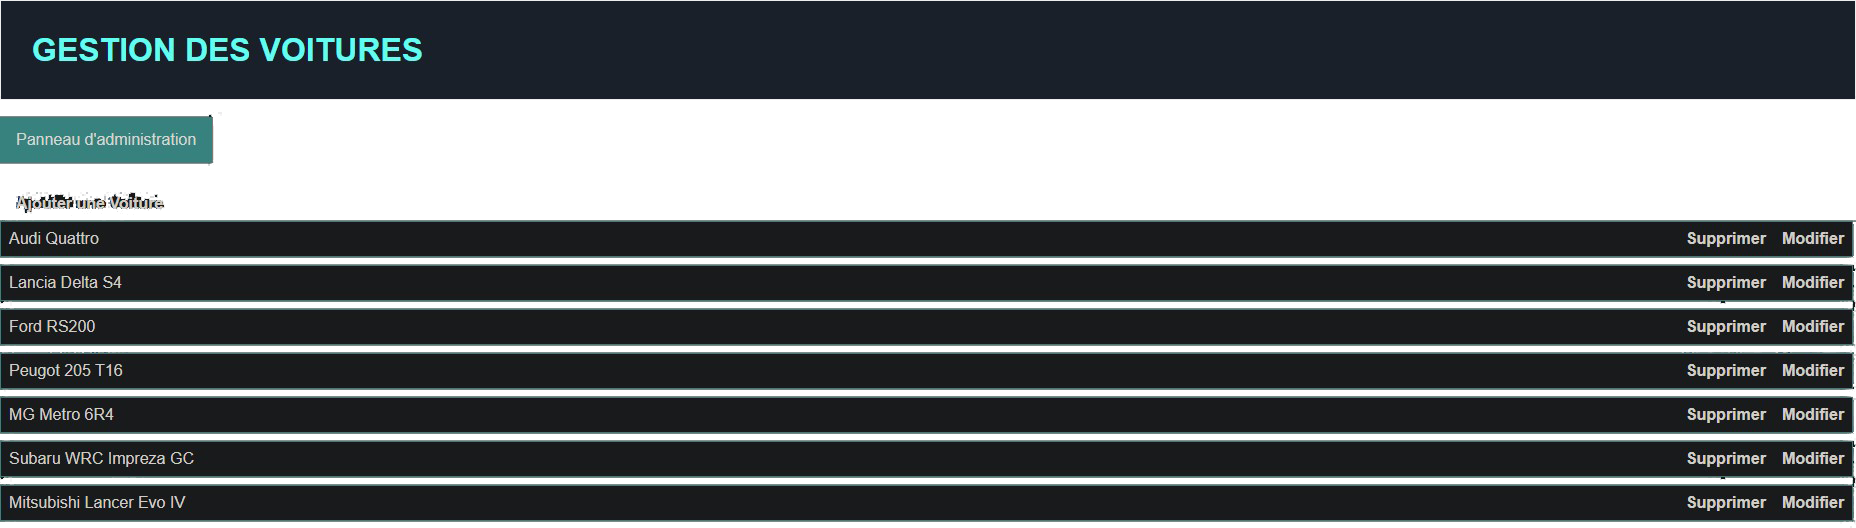 GESTION DES VOITURES
Panneau d'administration
Ajouter une Voiture
Audi Quattro Supprimer Modifier
Lancia Delta S4 Supprimer Modifier
Ford RS200 Supprimer Modifier
Peugot 205 T16 Supprimer Modifier
MG Metro 6R4 Supprimer Modifier
Subaru WRC Impreza GC Supprimer Modifier
Mitsubishi Lancer Evo IV Supprimer Modifier